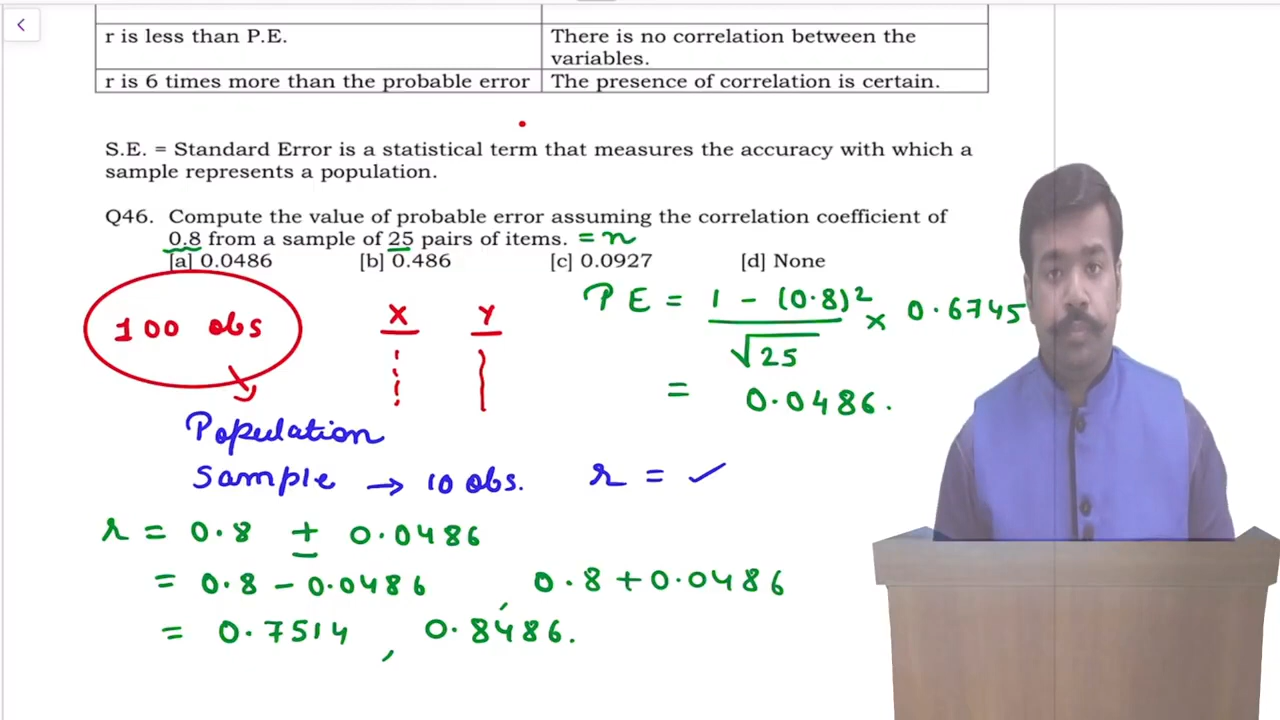 r is less than P.E. There is no correlation between the
variables.
r is 6 times more than the probable error The presence of correlation is certain.
S.E. = Standard Error is a statistical term that measures the accuracy with which a
sample represents a population.
Q46. Compute the value of probable error assuming the correlation coefficient of
0.8 from a sample of 25 pairs of items. = n
[a] 0.0486 [b] 0.486 [c] 0.0927 [d] None
100 obs
X Y
PE = 1 - (0.8)² / √25 × 0.6745
= 0.0486.
Population
Sample → 10 obs. r = ✓
r = 0.8 ± 0.0486
= 0.8 - 0.0486 , 0.8 + 0.0486
= 0.7514 , 0.8486.